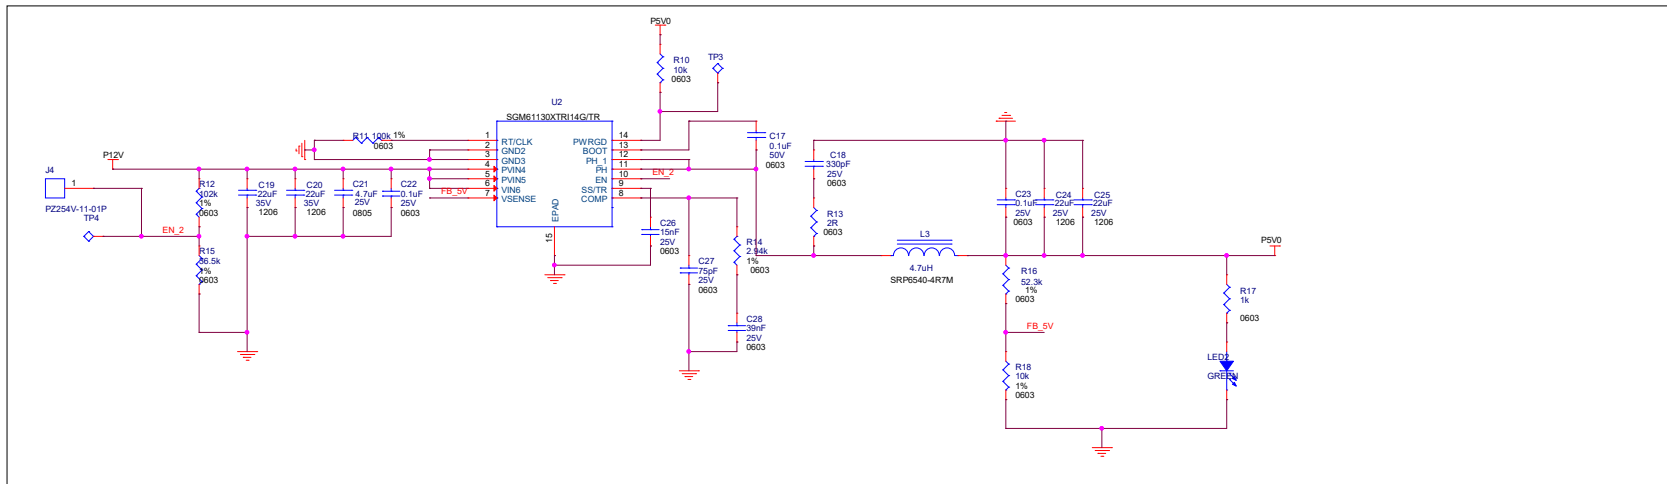 P5V0
R10
10k
0603
TP3
U2
SGM61130XTRI14G/TR
R11 100k 1%
0603
1 RT/CLK
2 GND2
3 GND3
4 PVIN4
5 PVIN5
6 VIN6
7 VSENSE
PWRGD 14
BOOT 13
PH_1 12
PH 11
EN 10
SS/TR 9
COMP 8
EPAD
15
EN_2
FB_5V
C17
0.1uF
50V
0603
C18
330pF
25V
0603
R13
2R
0603
P12V
J4
1
PZ254V-11-01P
TP4
EN_2
R12
102k
1%
0603
R15
36.5k
1%
0603
C19
22uF
35V
1206
C20
22uF
35V
1206
C21
4.7uF
25V
0805
C22
0.1uF
25V
0603
C26
15nF
25V
0603
C27
75pF
25V
0603
R14
2.94k
1%
0603
C28
39nF
25V
0603
L3
4.7uH
SRP6540-4R7M
C23
0.1uF
25V
0603
C24
22uF
25V
1206
C25
22uF
25V
1206
P5V0
R16
52.3k
1%
0603
FB_5V
R18
10k
1%
0603
R17
1k
0603
LED2
GREEN